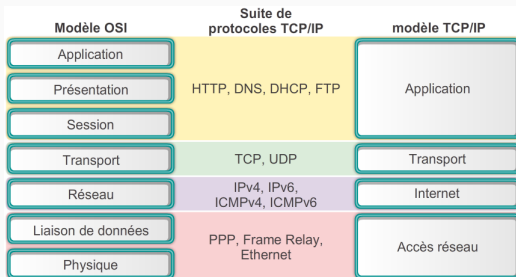 Modèle OSI
Suite de
protocoles TCP/IP
modèle TCP/IP
Application
Présentation
Session
HTTP, DNS, DHCP, FTP
Application
Transport
TCP, UDP
Transport
Réseau
IPv4, IPv6,
ICMPv4, ICMPv6
Internet
Liaison de données
Physique
PPP, Frame Relay,
Ethernet
Accès réseau